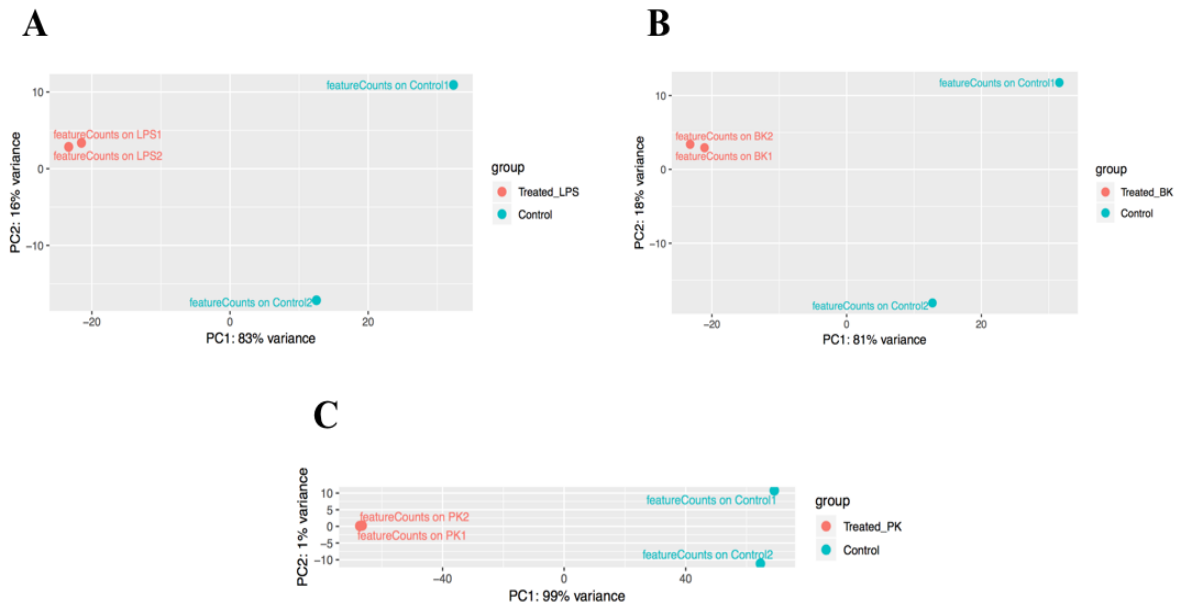 A
PC2: 16% variance
10
0
−10
featureCounts on Control1
featureCounts on LPS1
featureCounts on LPS2
featureCounts on Control2
−20
0
20
PC1: 83% variance
group
Treated_LPS
Control
B
PC2: 18% variance
10
0
−10
featureCounts on Control1
featureCounts on BK2
featureCounts on BK1
featureCounts on Control2
−20
0
20
PC1: 81% variance
group
Treated_BK
Control
C
PC2: 1% variance
10
5
0
−5
−10
featureCounts on Control1
featureCounts on PK2
featureCounts on PK1
featureCounts on Control2
−40
0
40
PC1: 99% variance
group
Treated_PK
Control